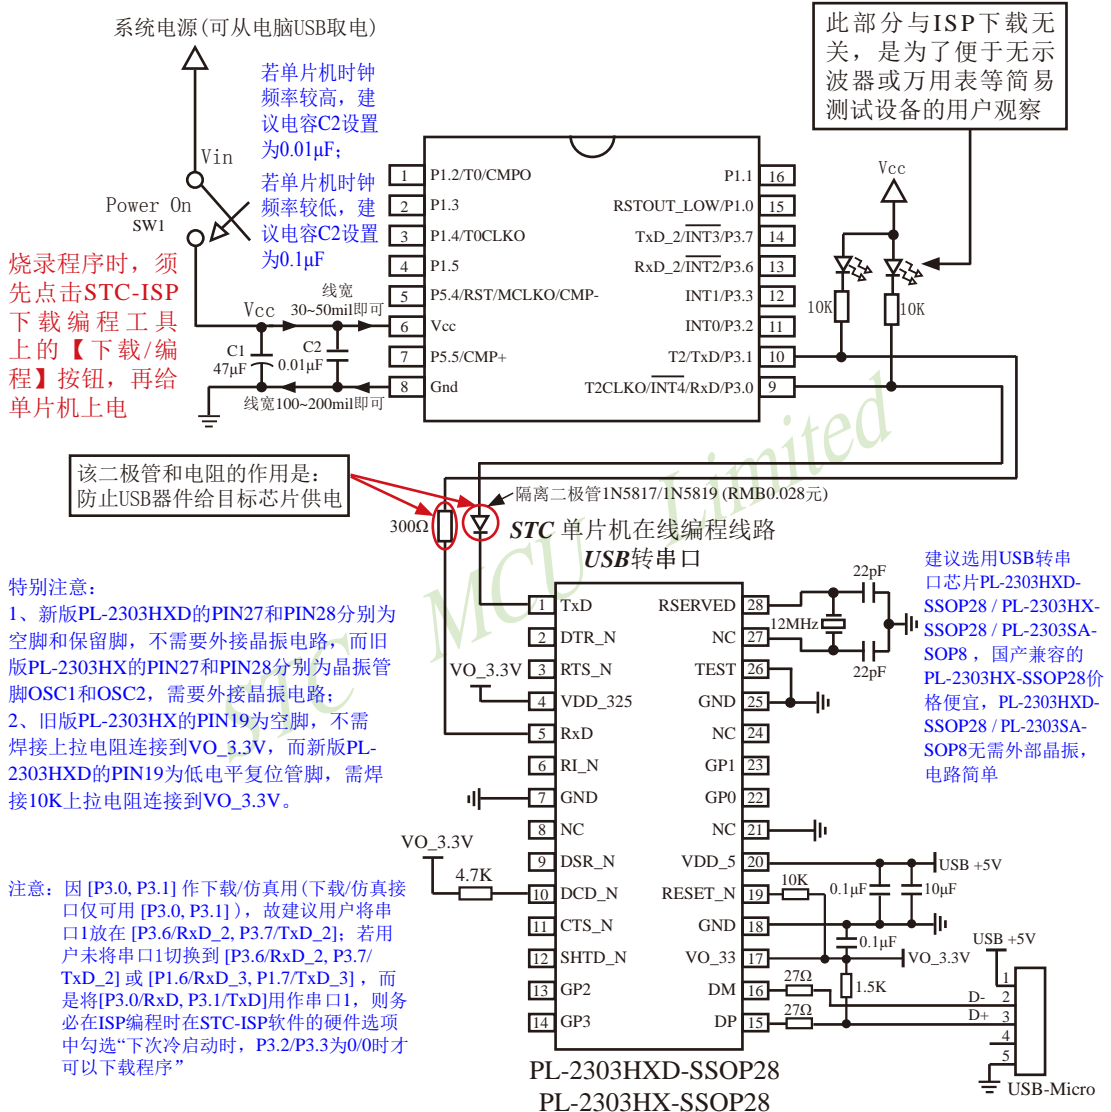 系统电源(可从电脑USB取电)
若单片机时钟
频率较高，建
议电容C2设置
为0.01μF；
若单片机时钟
频率较低，建
议电容C2设置
为0.1μF
此部分与ISP下载无
关，是为了便于无示
波器或万用表等简易
测试设备的用户观察
Vin
Power On
SW1
烧录程序时，须
先点击STC-ISP
下载编程工具
上的【下载/编
程】按钮，再给
单片机上电
线宽
30~50mil即可
Vcc
C1
47μF
C2
0.01μF
线宽100~200mil即可
1 P1.2/T0/CMPO
2 P1.3
3 P1.4/T0CLKO
4 P1.5
5 P5.4/RST/MCLKO/CMP-
6 Vcc
7 P5.5/CMP+
8 Gnd
P1.1 16
RSTOUT_LOW/P1.0 15
TxD_2/INT3/P3.7 14
RxD_2/INT2/P3.6 13
INT1/P3.3 12
INT0/P3.2 11
T2/TxD/P3.1 10
T2CLKO/INT4/RxD/P3.0 9
Vcc
10K
10K
该二极管和电阻的作用是：
防止USB器件给目标芯片供电
300Ω
隔离二极管1N5817/1N5819 (RMB0.028元)
STC 单片机在线编程线路
USB转串口
STC MCU Limited
特别注意：
1、新版PL-2303HXD的PIN27和PIN28分别为
空脚和保留脚，不需要外接晶振电路，而旧
版PL-2303HX的PIN27和PIN28分别为晶振管
脚OSC1和OSC2，需要外接晶振电路；
2、旧版PL-2303HX的PIN19为空脚，不需
焊接上拉电阻连接到VO_3.3V，而新版PL-
2303HXD的PIN19为低电平复位管脚，需焊
接10K上拉电阻连接到VO_3.3V。
注意：因 [P3.0, P3.1] 作下载/仿真用(下载/仿真接
口仅可用 [P3.0, P3.1] )，故建议用户将串
口1放在 [P3.6/RxD_2, P3.7/TxD_2]；若用
户未将串口1切换到 [P3.6/RxD_2, P3.7/
TxD_2] 或 [P1.6/RxD_3, P1.7/TxD_3] ，而
是将[P3.0/RxD, P3.1/TxD]用作串口1，则务
必在ISP编程时在STC-ISP软件的硬件选项
中勾选“下次冷启动时，P3.2/P3.3为0/0时才
可以下载程序”
VO_3.3V
VO_3.3V
4.7K
1 TxD
2 DTR_N
3 RTS_N
4 VDD_325
5 RxD
6 RI_N
7 GND
8 NC
9 DSR_N
10 DCD_N
11 CTS_N
12 SHTD_N
13 GP2
14 GP3
RSERVED 28
NC 27
TEST 26
GND 25
NC 24
GP1 23
GP0 22
NC 21
VDD_5 20
RESET_N 19
GND 18
VO_33 17
DM 16
DP 15
22pF
12MHz
22pF
建议选用USB转串
口芯片PL-2303HXD-
SSOP28 / PL-2303HX-
SSOP28 / PL-2303SA-
SOP8 ，国产兼容的
PL-2303HX-SSOP28价
格便宜，PL-2303HXD-
SSOP28 / PL-2303SA-
SOP8无需外部晶振，
电路简单
USB +5V
10K
0.1μF
10μF
0.1μF
VO_3.3V
27Ω
27Ω
1.5K
USB +5V
D-
D+
1
2
3
4
5
USB-Micro
PL-2303HXD-SSOP28
PL-2303HX-SSOP28